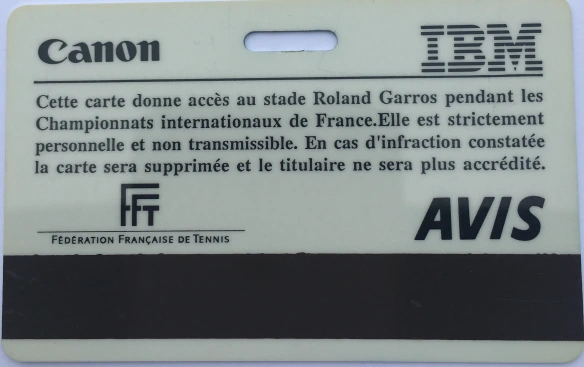 Canon
IBM
Cette carte donne accès au stade Roland Garros pendant les
Championnats internationaux de France.Elle est strictement
personnelle et non transmissible. En cas d'infraction constatée
la carte sera supprimée et le titulaire ne sera plus accrédité.
FFT
FÉDÉRATION FRANÇAISE DE TENNIS
AVIS